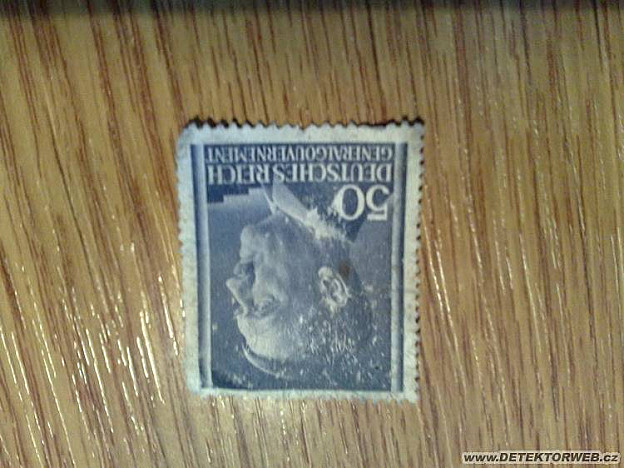 50
DEUTSCHES REICH
GENERALGOUVERNEMENT
www.DETEKTORWEB.cz